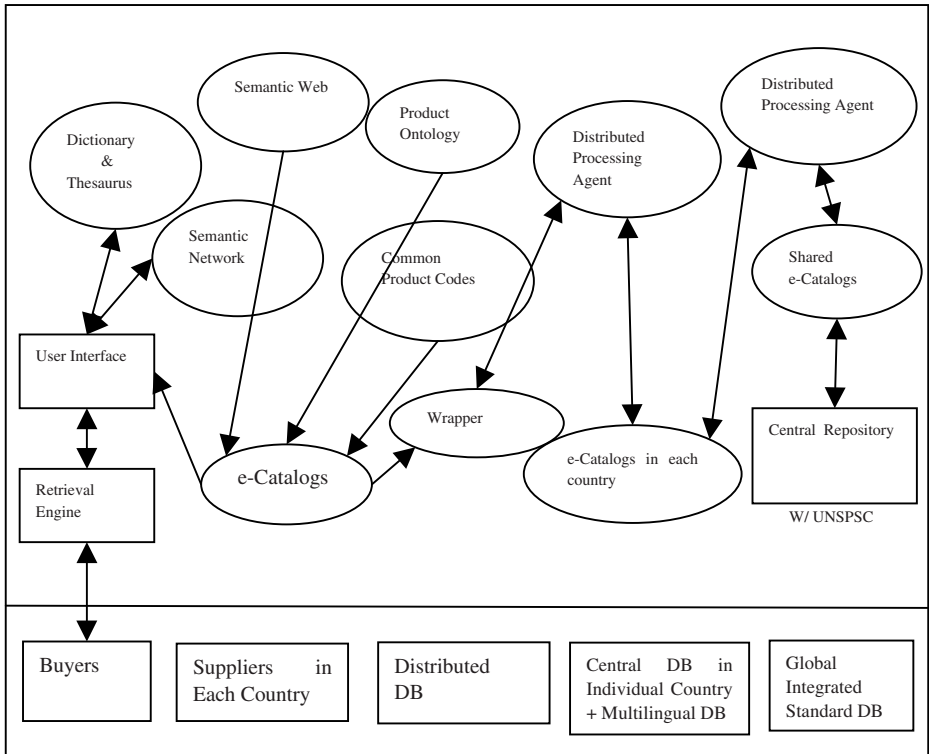 Semantic Web
Distributed
Processing Agent
Product
Ontology
Dictionary
&
Thesaurus
Distributed
Processing
Agent
Semantic
Network
Common
Product Codes
Shared
e-Catalogs
User Interface
Wrapper
Central Repository
e-Catalogs
e-Catalogs in each
country
Retrieval
Engine
W/ UNSPSC
Buyers
Suppliers in
Each Country
Distributed
DB
Central DB in
Individual Country
+ Multilingual DB
Global
Integrated
Standard DB